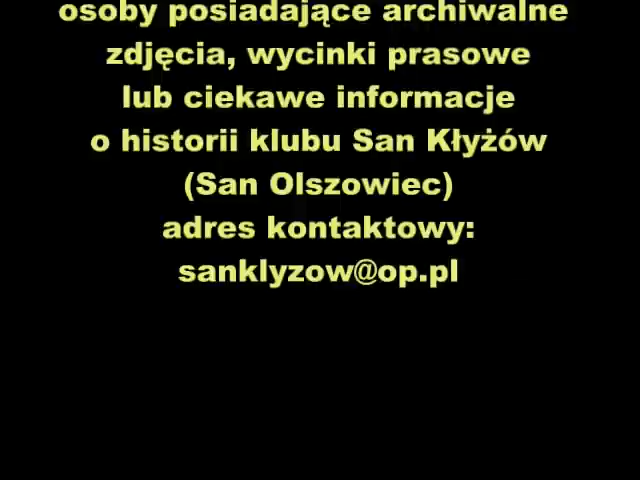 osoby posiadające archiwalne
zdjęcia, wycinki prasowe
lub ciekawe informacje
o historii klubu San Kłyżów
(San Olszowiec)
adres kontaktowy:
sanklyzow@op.pl